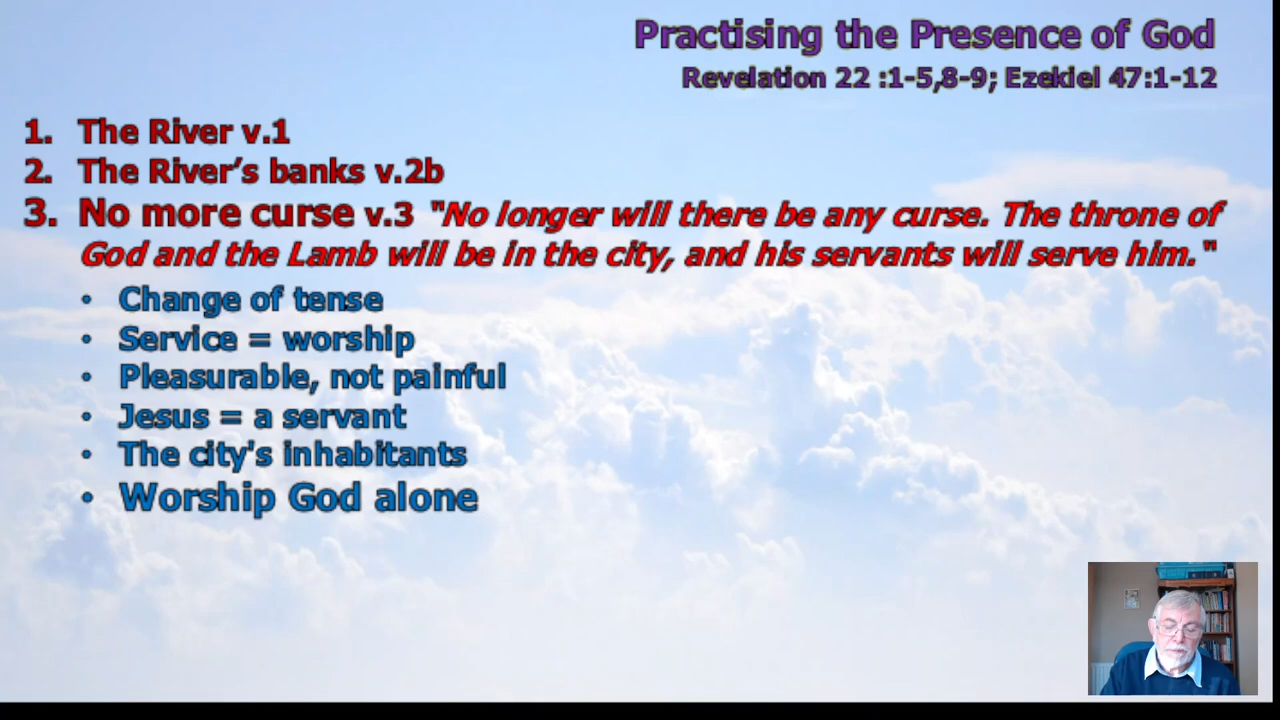 Practising the Presence of God
Revelation 22 :1-5,8-9; Ezekiel 47:1-12
1. The River v.1
2. The River’s banks v.2b
3. No more curse v.3 "No longer will there be any curse. The throne of
God and the Lamb will be in the city, and his servants will serve him."
• Change of tense
• Service = worship
• Pleasurable, not painful
• Jesus = a servant
• The city's inhabitants
• Worship God alone